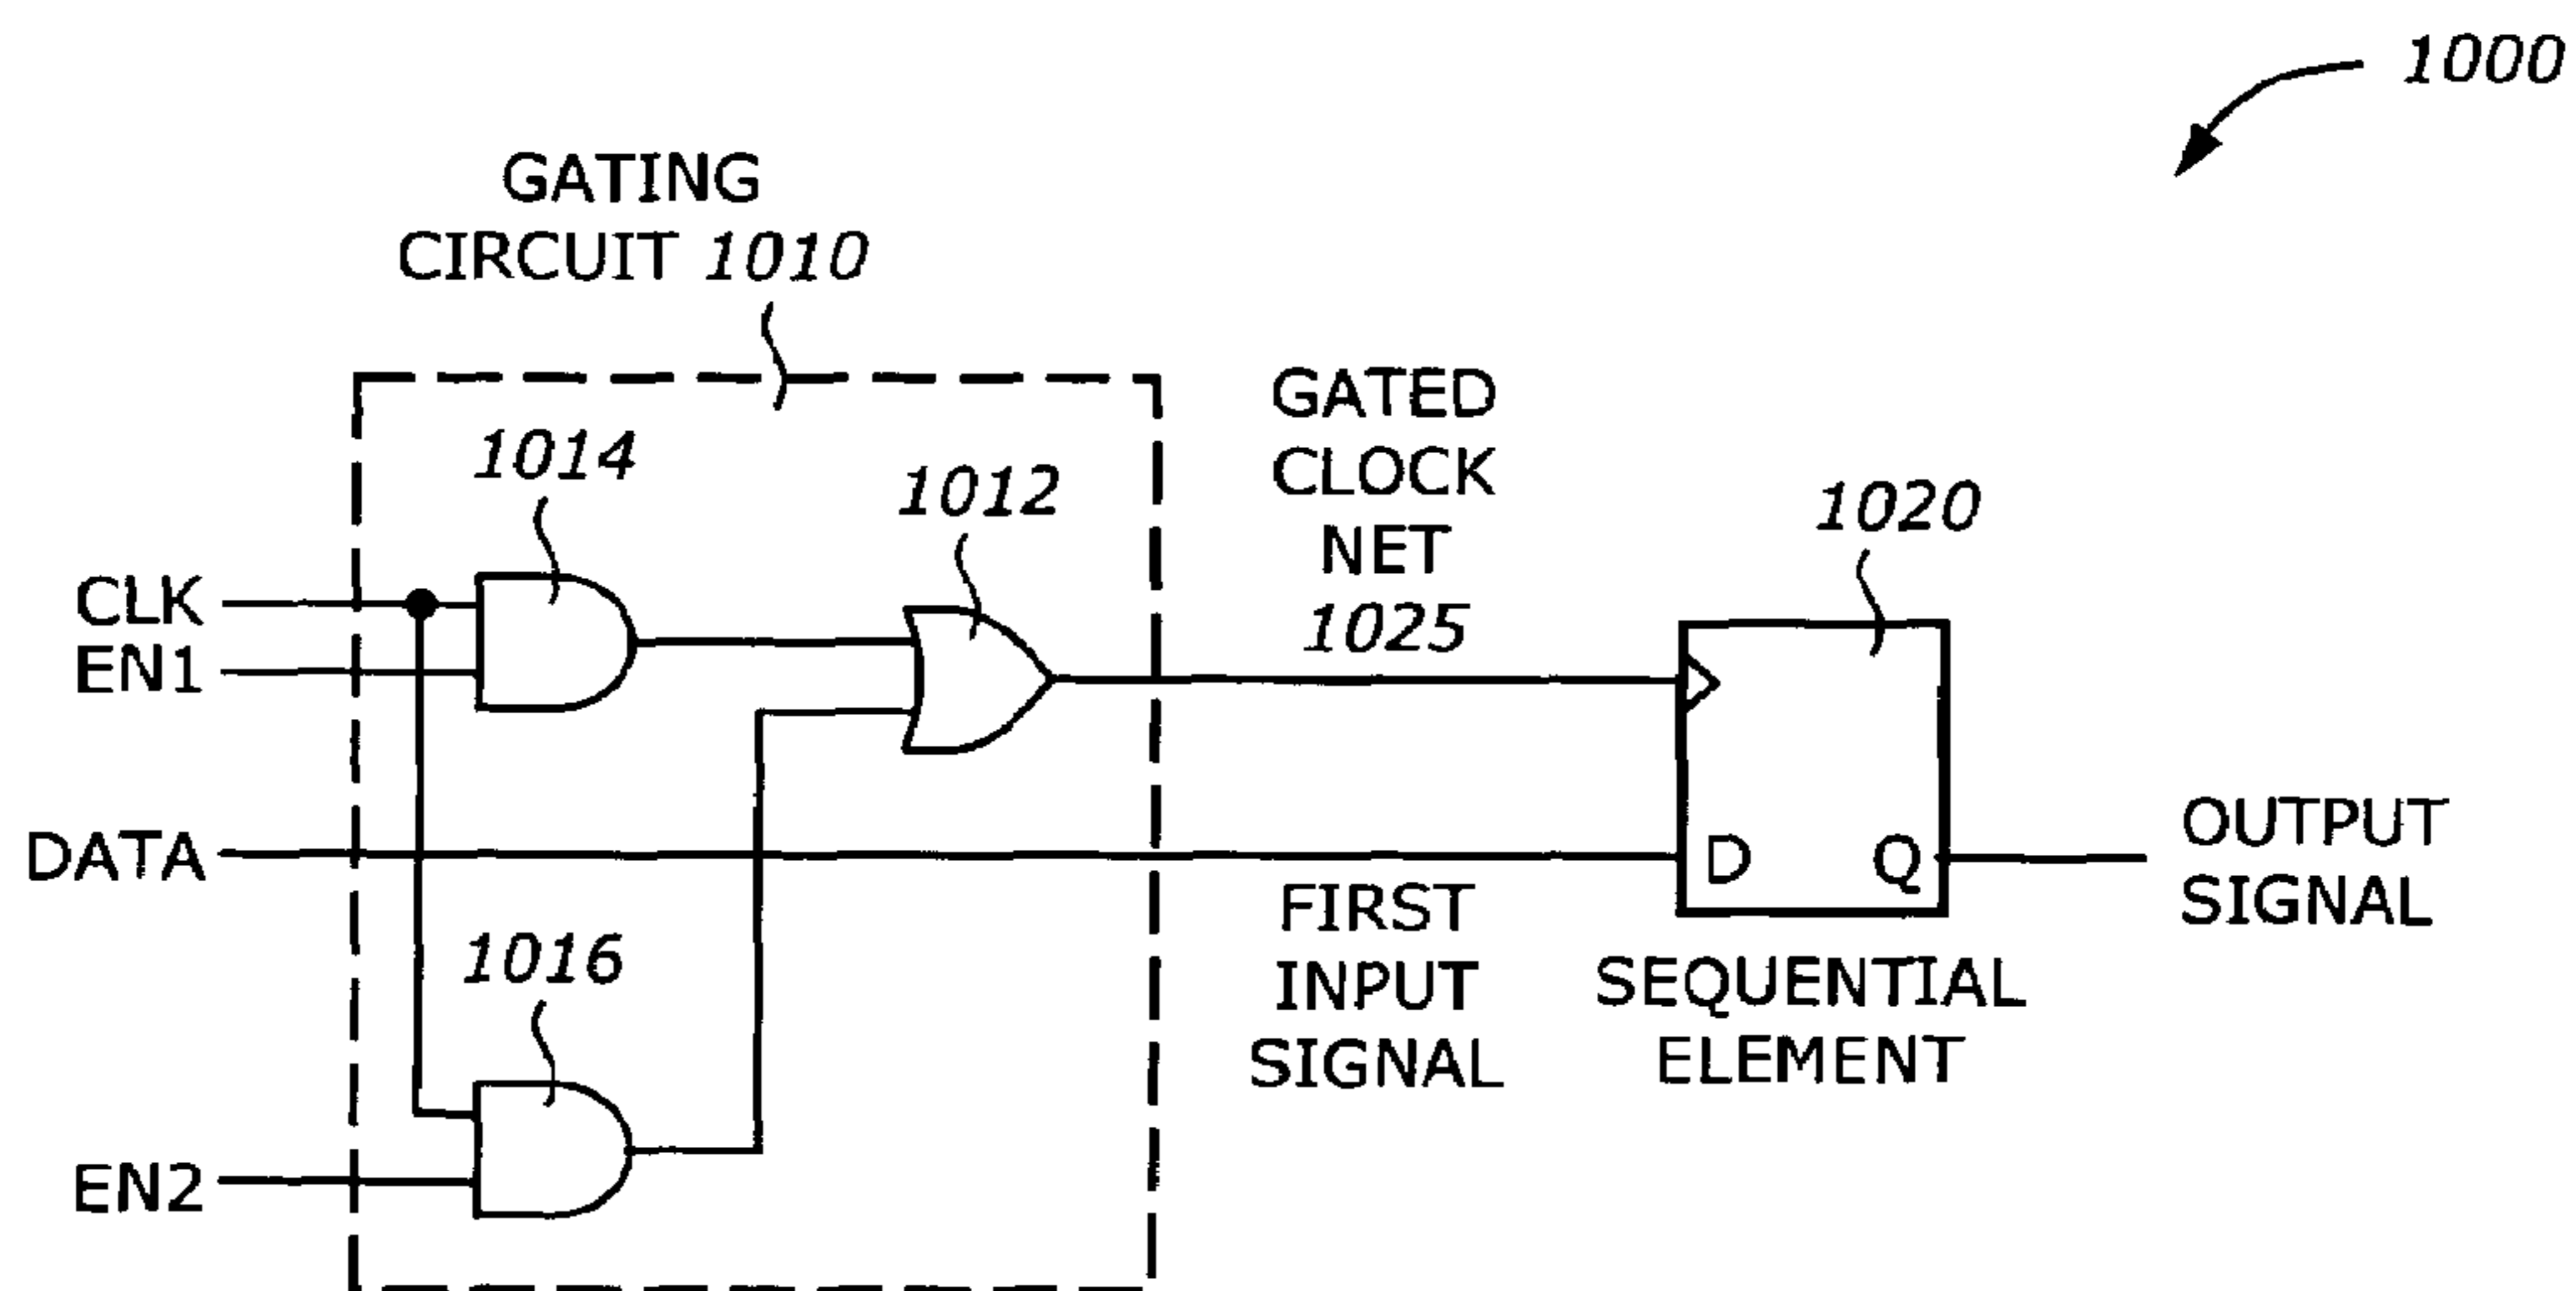 1000
GATING
CIRCUIT 1010
1014
1012
GATED
CLOCK
NET
1025
1020
CLK
EN1
DATA
D
Q
OUTPUT
SIGNAL
FIRST
INPUT
SIGNAL
SEQUENTIAL
ELEMENT
1016
EN2